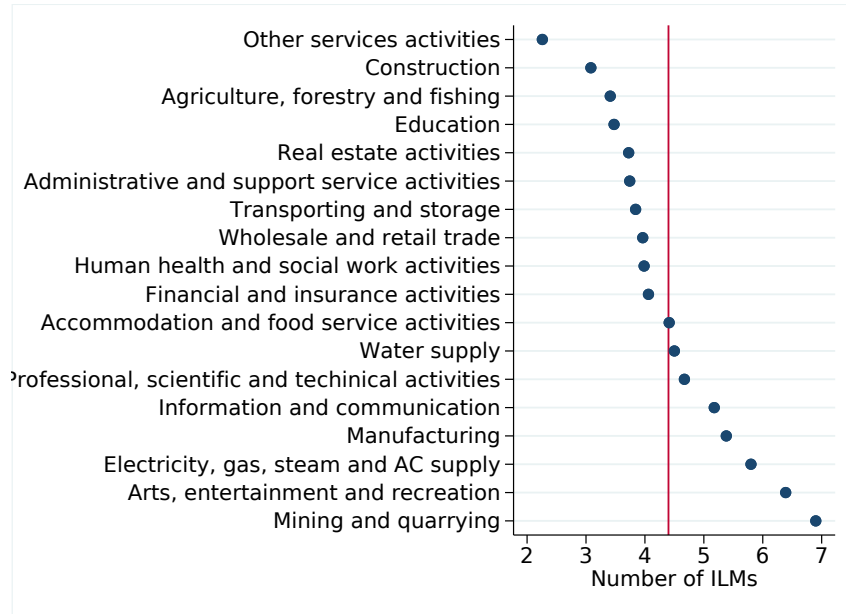 Other services activities
Construction
Agriculture, forestry and fishing
Education
Real estate activities
Administrative and support service activities
Transporting and storage
Wholesale and retail trade
Human health and social work activities
Financial and insurance activities
Accommodation and food service activities
Water supply
Professional, scientific and techinical activities
Information and communication
Manufacturing
Electricity, gas, steam and AC supply
Arts, entertainment and recreation
Mining and quarrying
2 3 4 5 6 7
Number of ILMs